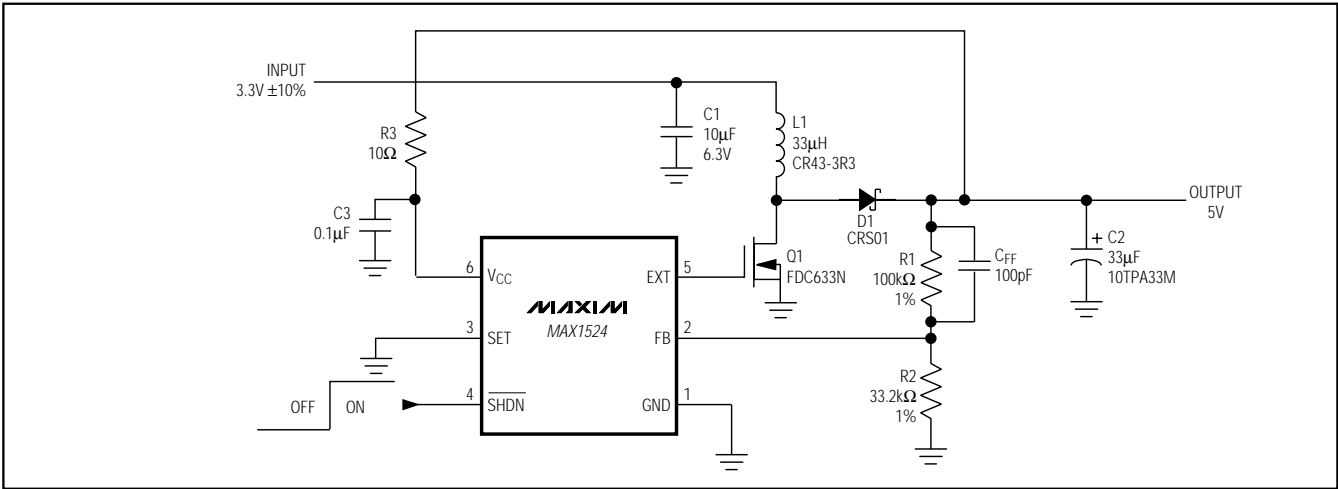 INPUT
3.3V ±10%
R3
10Ω
C1
10μF
6.3V
L1
33μH
CR43-3R3
C3
0.1μF
D1
CRS01
OUTPUT
5V
6
VCC
EXT
5
Q1
FDC633N
R1
100kΩ
1%
CFF
100pF
+
C2
33μF
10TPA33M
MAXIM
MAX1524
3
SET
FB
2
OFF
ON
4
SHDN
GND
1
R2
33.2kΩ
1%